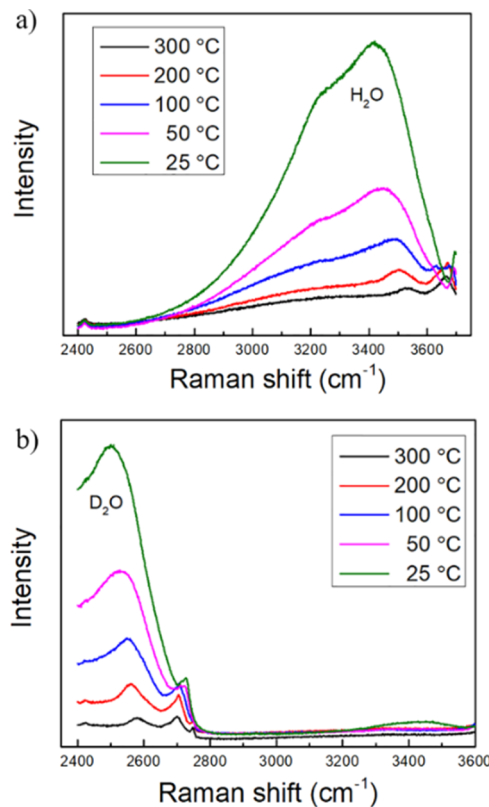 a)
300 °C
200 °C
100 °C
50 °C
25 °C
H₂O
Intensity
2400 2600 2800 3000 3200 3400 3600
Raman shift (cm⁻¹)
b)
D₂O
300 °C
200 °C
100 °C
50 °C
25 °C
Intensity
2400 2600 2800 3000 3200 3400 3600
Raman shift (cm⁻¹)